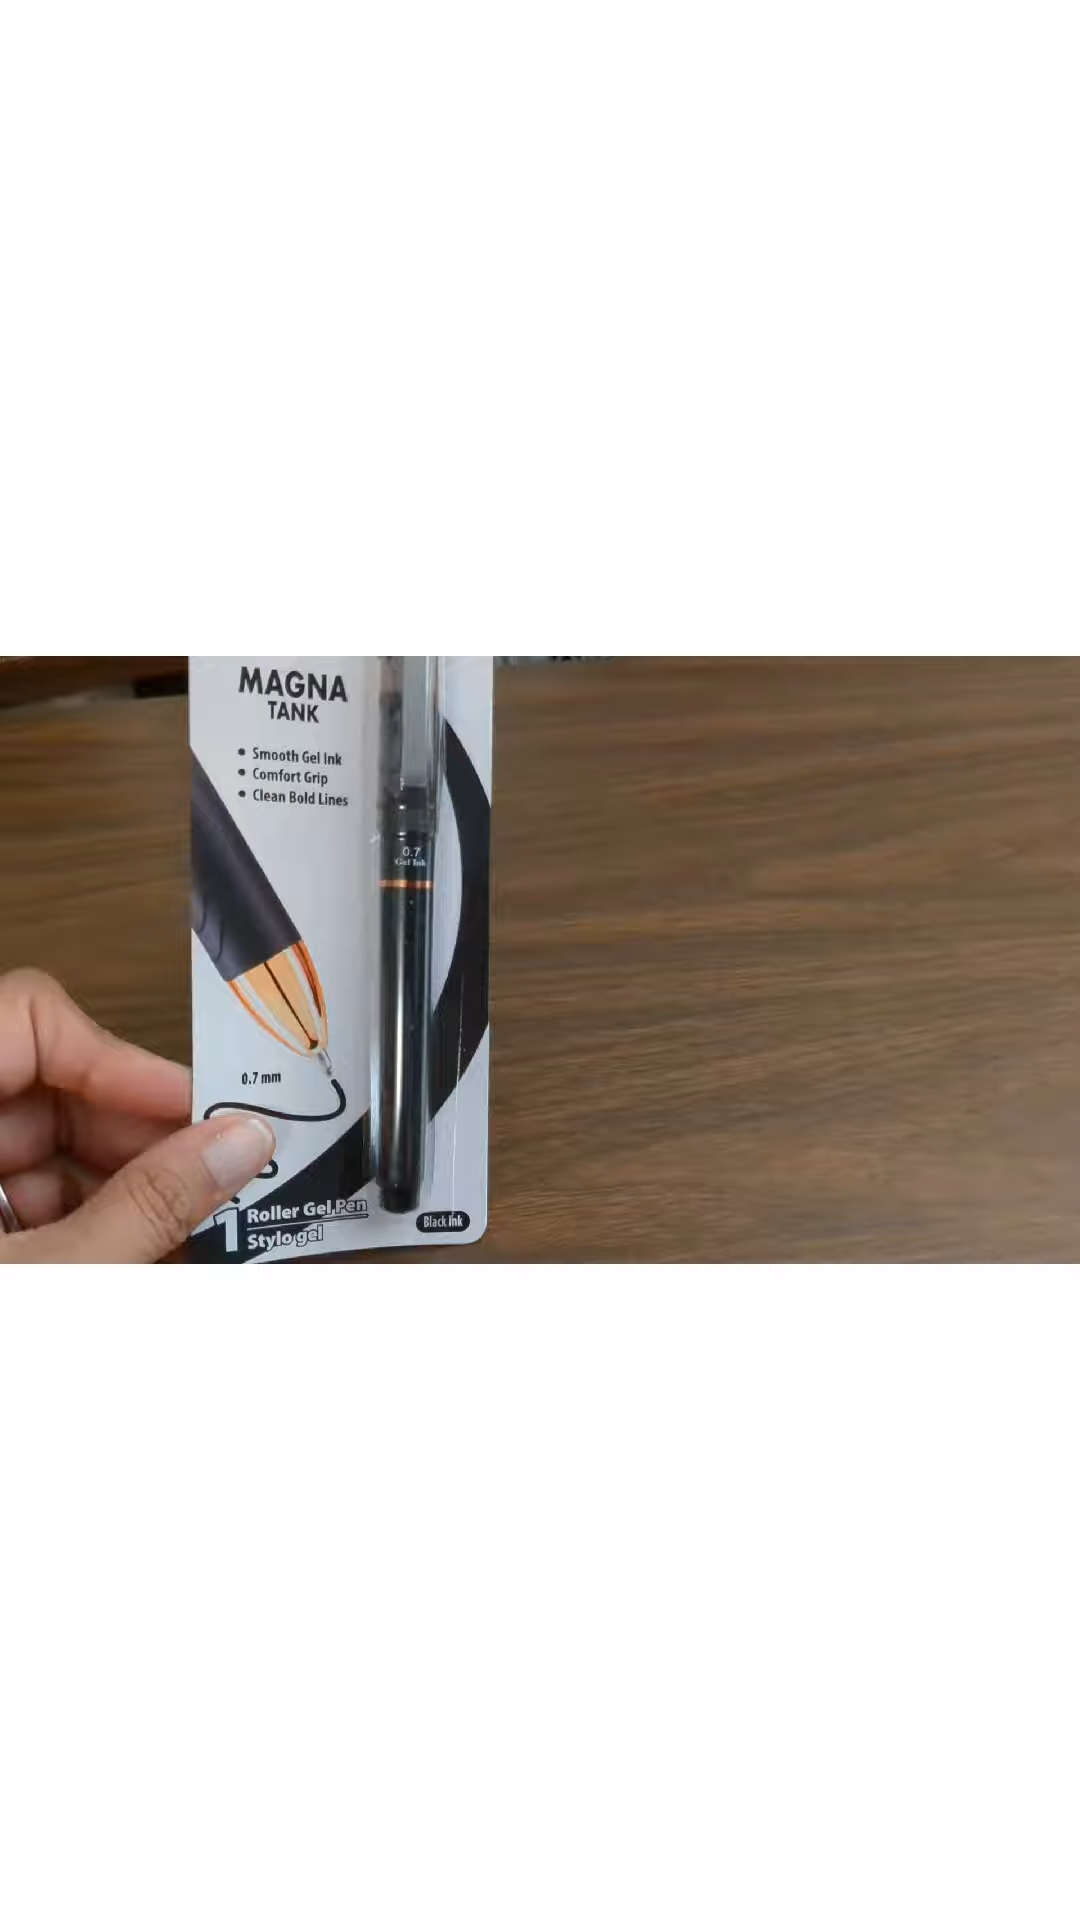 MAGNA
TANK
• Smooth Gel Ink
• Comfort Grip
• Clean Bold Lines
0.7
Gel Ink
0.7 mm
1 Roller Gel Pen
Stylo gel
Black Ink